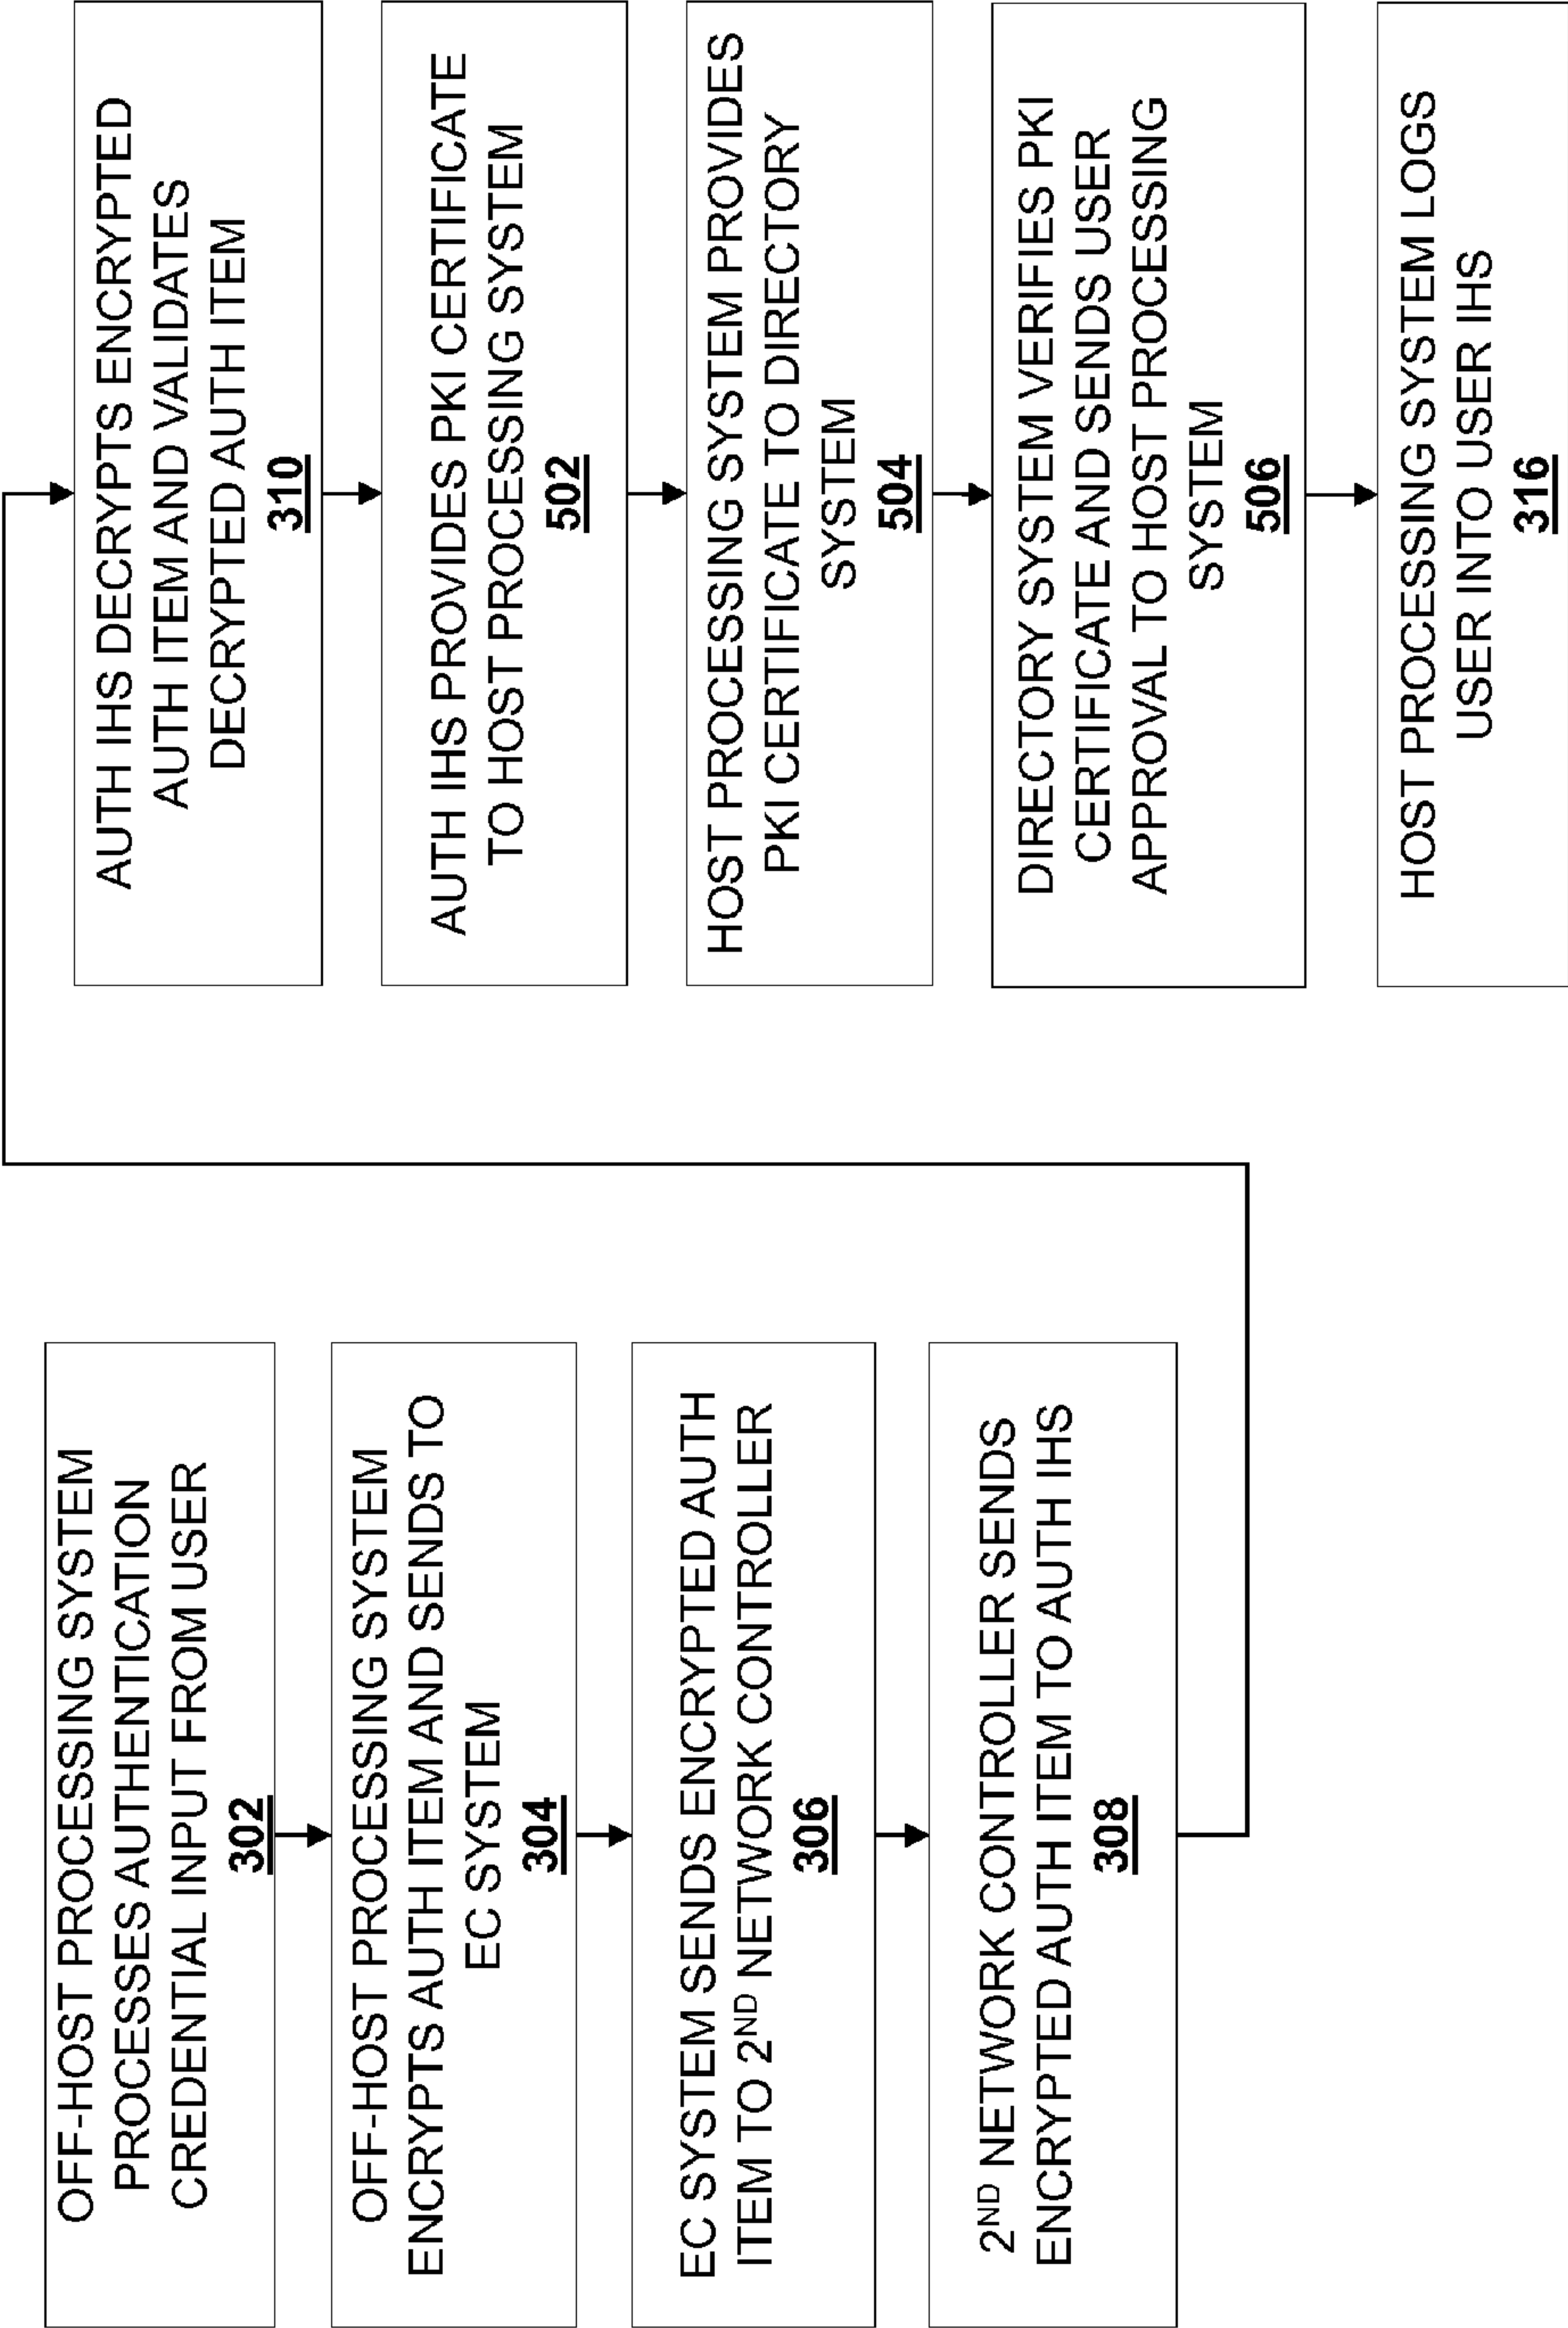 OFF-HOST PROCESSING SYSTEM
PROCESSES AUTHENTICATION
CREDENTIAL INPUT FROM USER
302
OFF-HOST PROCESSING SYSTEM
ENCRYPTS AUTH ITEM AND SENDS TO
EC SYSTEM
304
EC SYSTEM SENDS ENCRYPTED AUTH
ITEM TO 2ND NETWORK CONTROLLER
306
2ND NETWORK CONTROLLER SENDS
ENCRYPTED AUTH ITEM TO AUTH IHS
308
AUTH IHS DECRYPTS ENCRYPTED
AUTH ITEM AND VALIDATES
DECRYPTED AUTH ITEM
310
AUTH IHS PROVIDES PKI CERTIFICATE
TO HOST PROCESSING SYSTEM
502
HOST PROCESSING SYSTEM PROVIDES
PKI CERTIFICATE TO DIRECTORY
SYSTEM
504
DIRECTORY SYSTEM VERIFIES PKI
CERTIFICATE AND SENDS USER
APPROVAL TO HOST PROCESSING
SYSTEM
506
HOST PROCESSING SYSTEM LOGS
USER INTO USER IHS
316